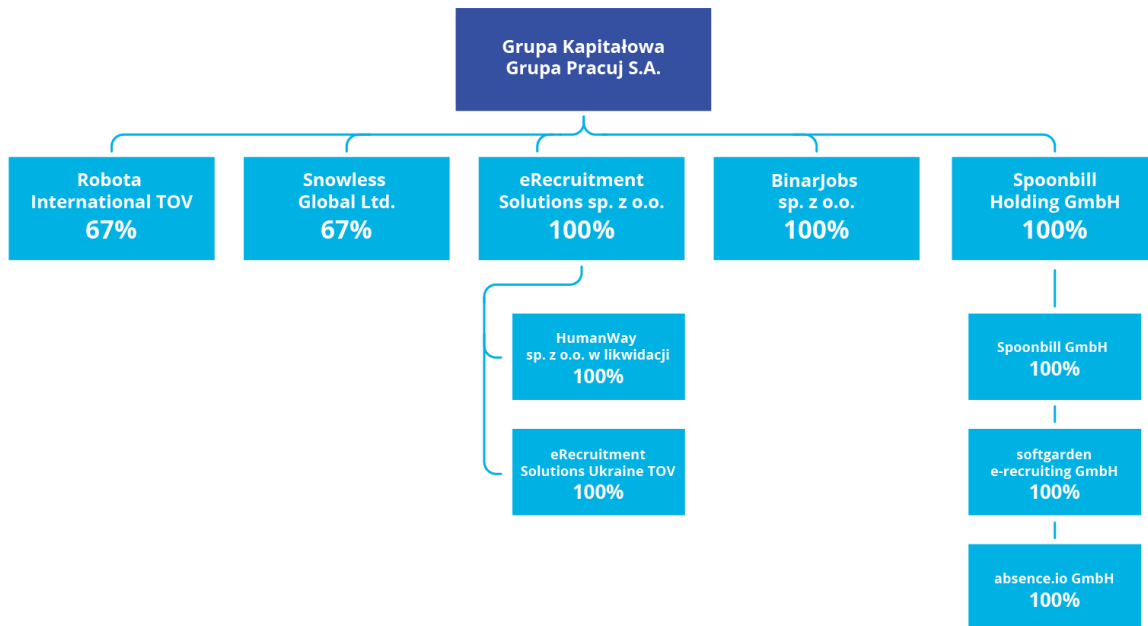 Grupa Kapitałowa
Grupa Pracuj S.A.
Robota
International TOV
67%
Snowless
Global Ltd.
67%
eRecruitment
Solutions sp. z o.o.
100%
BinarJobs
sp. z o.o.
100%
Spoonbill
Holding GmbH
100%
HumanWay
sp. z o.o. w likwidacji
100%
eRecruitment
Solutions Ukraine TOV
100%
Spoonbill GmbH
100%
softgarden
e-recruiting GmbH
100%
absence.io GmbH
100%